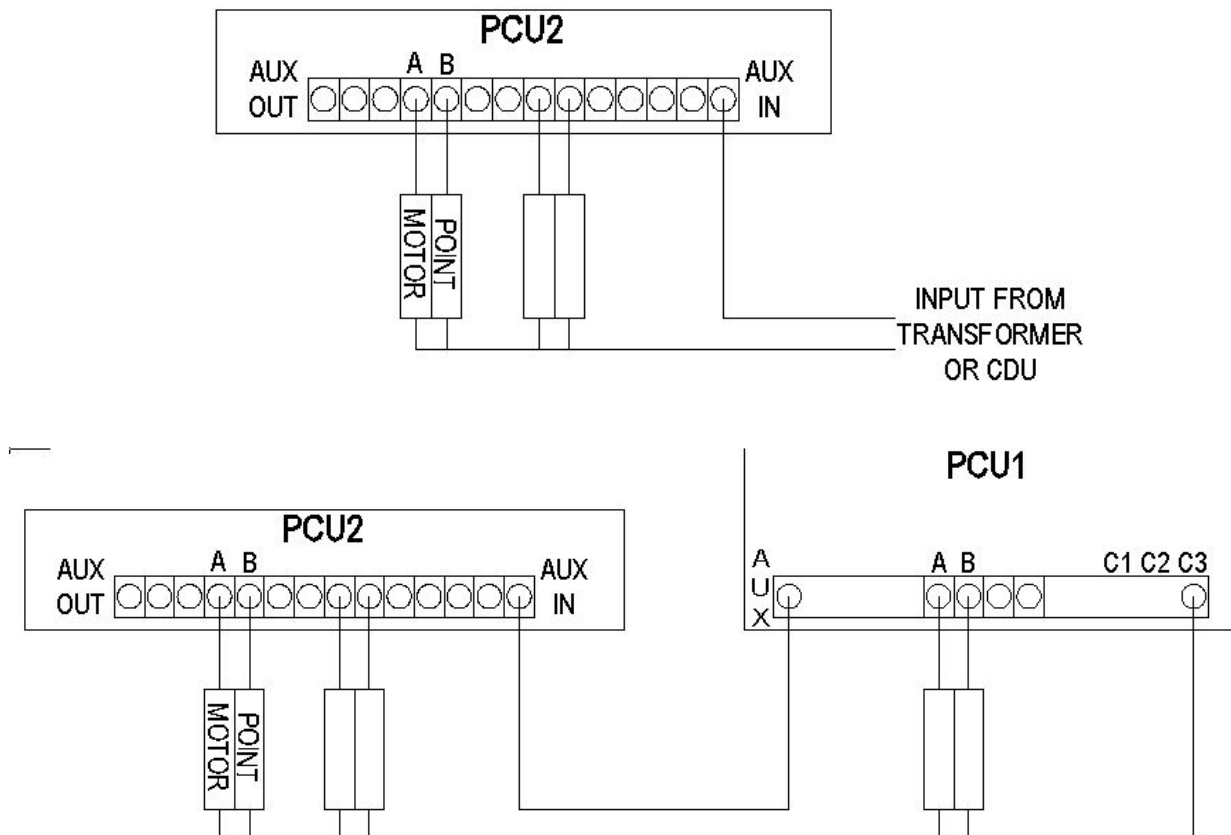 PCU2
A B
AUX
OUT
AUX
IN
MOTOR
POINT
INPUT FROM
TRANSFORMER
OR CDU
PCU2
A B
AUX
OUT
AUX
IN
MOTOR
POINT
PCU1
AUX
A B
C1 C2 C3